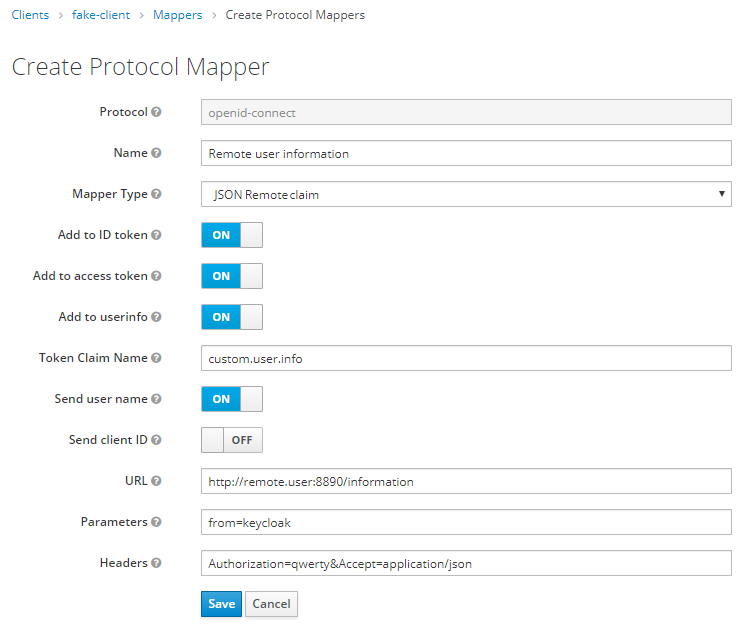 Clients > fake-client > Mappers > Create Protocol Mappers
Create Protocol Mapper
Protocol openid-connect
Name Remote user information
Mapper Type JSON Remote claim
Add to ID token ON
Add to access token ON
Add to userinfo ON
Token Claim Name custom.user.info
Send user name ON
Send client ID OFF
URL http://remote.user:8890/information
Parameters from=keycloak
Headers Authorization=qwerty&Accept=application/json
Save Cancel